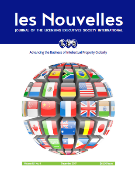 les Nouvelles
JOURNAL OF THE LICENSING EXECUTIVES SOCIETY INTERNATIONAL
Advancing the Business of Intellectual Property Globally